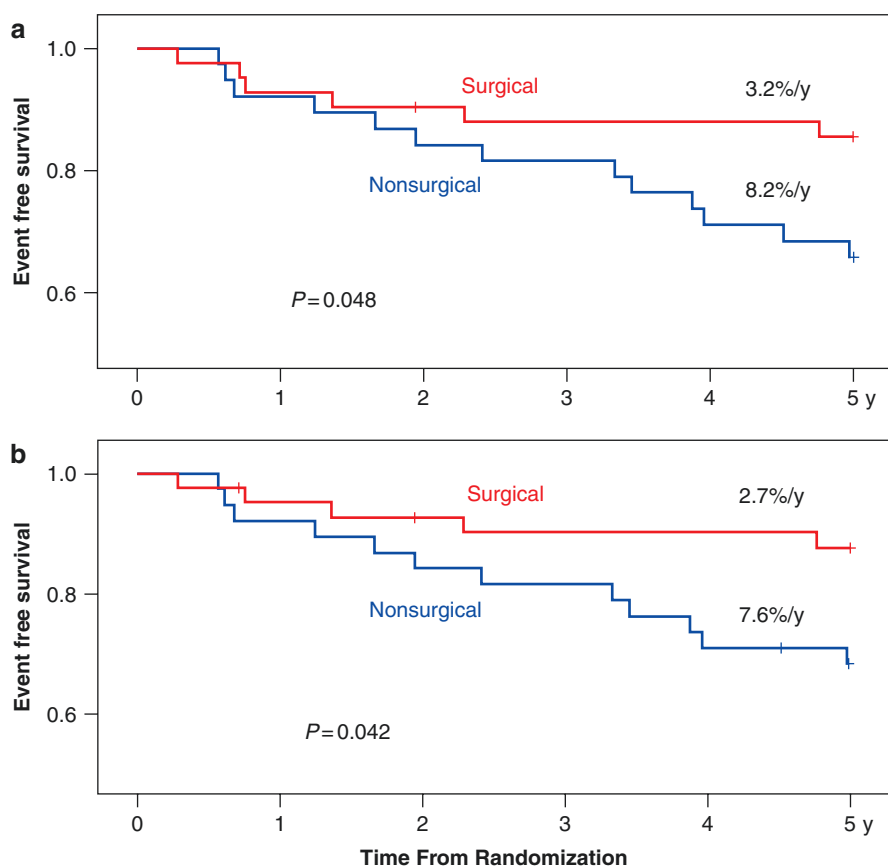 a
Event free survival
1.0
0.8
0.6
Surgical
3.2%/y
Nonsurgical
8.2%/y
P=0.048
0 1 2 3 4 5 y
b
Event free survival
1.0
0.8
0.6
Surgical
2.7%/y
Nonsurgical
7.6%/y
P=0.042
0 1 2 3 4 5 y
Time From Randomization